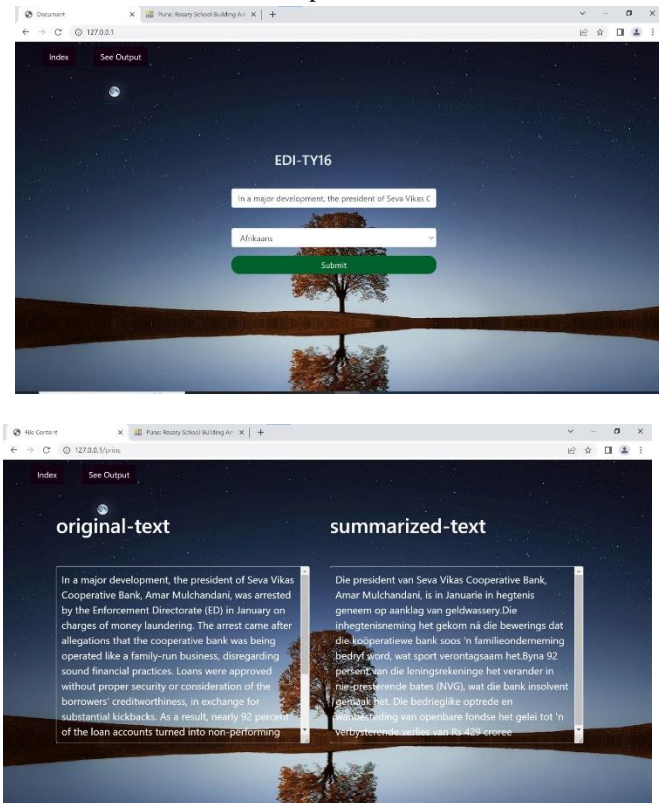 Document
Pune: Rosary School Building A
127.0.0.1
Index See Output
EDI-TY16
In a major development, the president of Seva Vikas C
Afrikaans
Submit
File Content
Pune: Rosary School Building A
127.0.0.1/prins
Index See Output
original-text
In a major development, the president of Seva Vikas
Cooperative Bank, Amar Mulchandani, was arrested
by the Enforcement Directorate (ED) in January on
charges of money laundering. The arrest came after
allegations that the cooperative bank was being
operated like a family-run business, disregarding
sound financial practices. Loans were approved
without proper security or consideration of the
borrowers' creditworthiness, in exchange for
substantial kickbacks. As a result, nearly 92 percent
of the loan accounts turned into non-performing
summarized-text
Die president van Seva Vikas Cooperative Bank,
Amar Mulchandani, is in Januarie in hegtenis
geneem op aanklag van geldwassery.Die
inhegtenisneming het gekom ná die bewerings dat
die koöperatiewe bank soos 'n familieonderneming
bedryf word, wat sport verontagsaam het.Byna 92
persent van die leningsrekeninge het verander in
nie-presterende bates (NVG), wat die bank insolvent
gemaak het. Die bedrieglike optrede en
wanbesteding van openbare fondse het gelei tot 'n
verbysterende verlies van Rs 429 croree